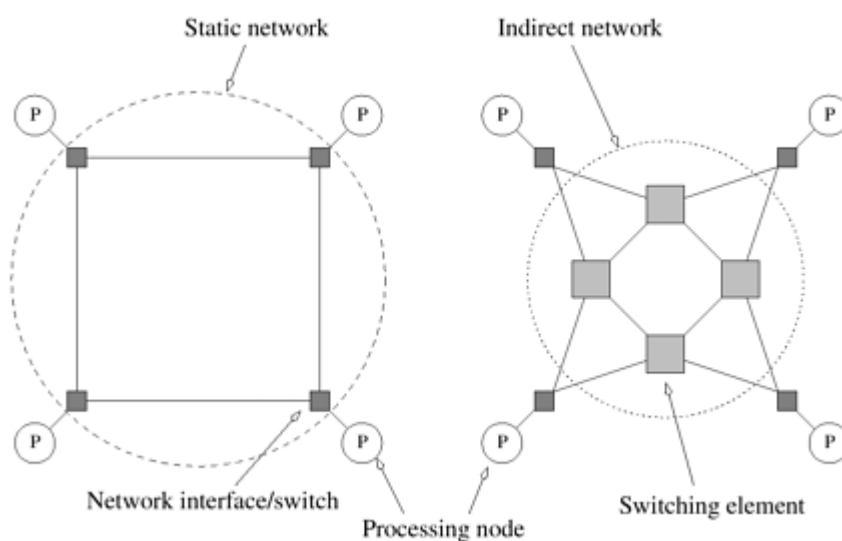 Static network
Indirect network
P
P
P
P
P
P
P
P
Network interface/switch
Processing node
Switching element